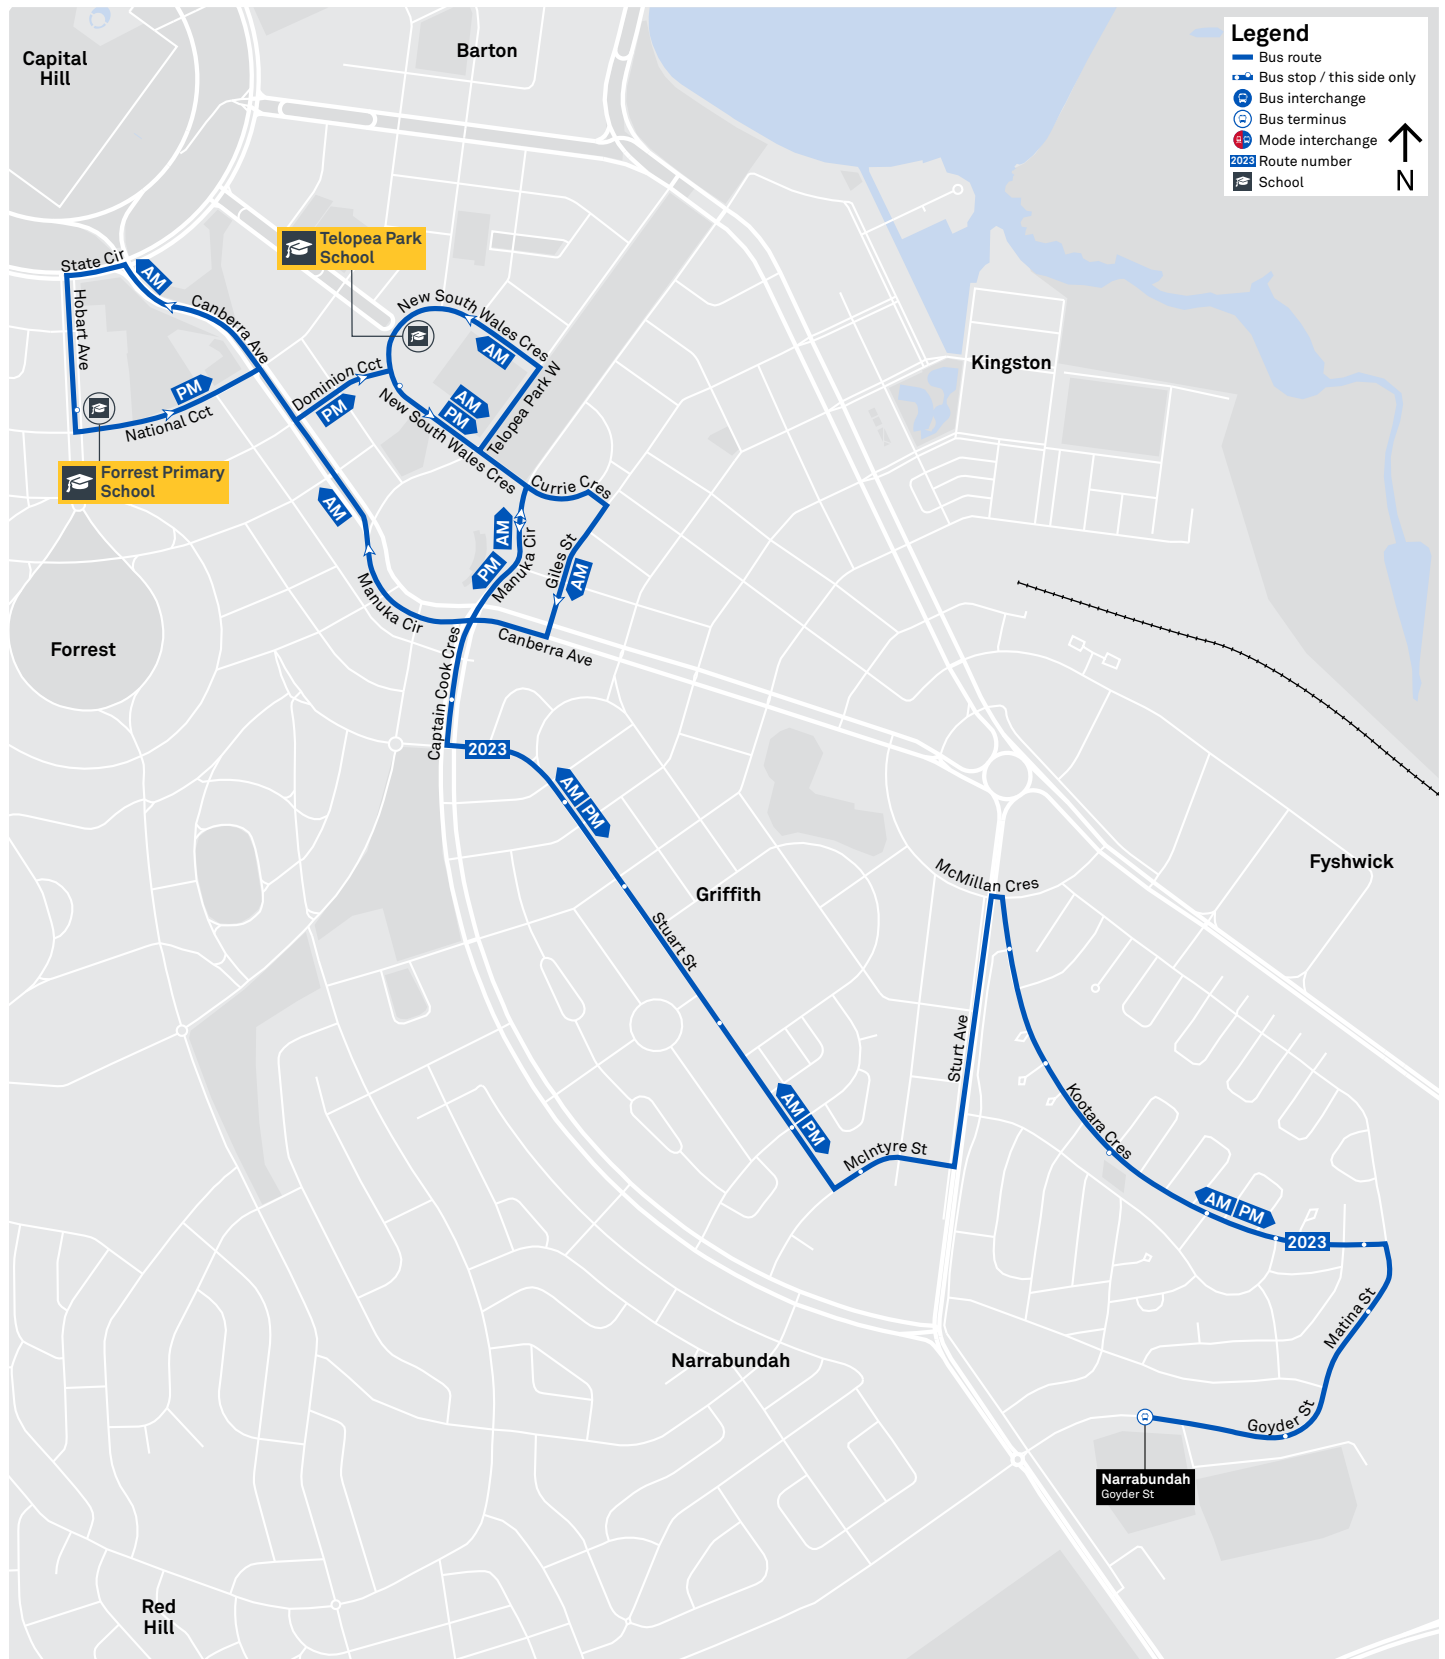 Capital
Hill
Barton
Legend
Bus route
Bus stop / this side only
Bus interchange
Bus terminus
Mode interchange
2023 Route number
School
N
Telopea Park
School
State Cir
AM
Hobart Ave
Canberra Ave
New South Wales Cres
AM
Kingston
Dominion Cct
PM
PM
AM
PM
Telopea Park W
National Cct
New South Wales Cres
Forrest Primary
School
Currie Cres
AM
AM
Manuka Cir
PM
Giles St
AM
Manuka Cir
Canberra Ave
Forrest
Captain Cook Cres
2023
AM PM
Fyshwick
McMillan Cres
Griffith
Stuart St
Sturt Ave
Kootara Cres
AM PM
McIntyre St
AM PM
2023
Matina St
Narrabundah
Goyder St
Narrabundah
Goyder St
Red
Hill